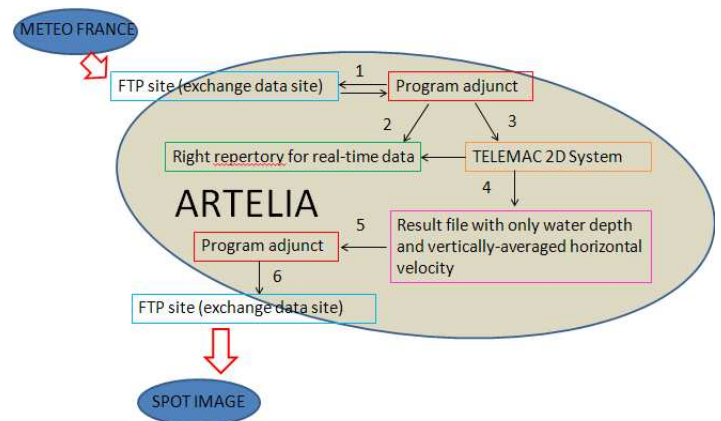 METEO FRANCE
1
FTP site (exchange data site)
Program adjunct
2
3
Right repertory for real-time data
TELEMAC 2D System
4
ARTELIA
5
Result file with only water depth
and vertically-averaged horizontal
velocity
Program adjunct
6
FTP site (exchange data site)
SPOT IMAGE